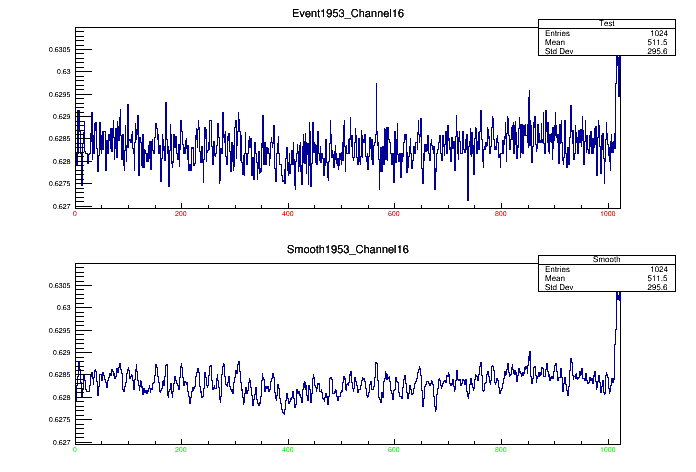 Event1953_Channel16
Test
Entries 1024
Mean 511.5
Std Dev 295.6
0.6305
0.63
0.6295
0.629
0.6285
0.628
0.6275
0.627
0 200 400 600 800 1000
Smooth1953_Channel16
Smooth
Entries 1024
Mean 511.5
Std Dev 295.6
0.6305
0.63
0.6295
0.629
0.6285
0.628
0.6275
0.627
0 200 400 600 800 1000